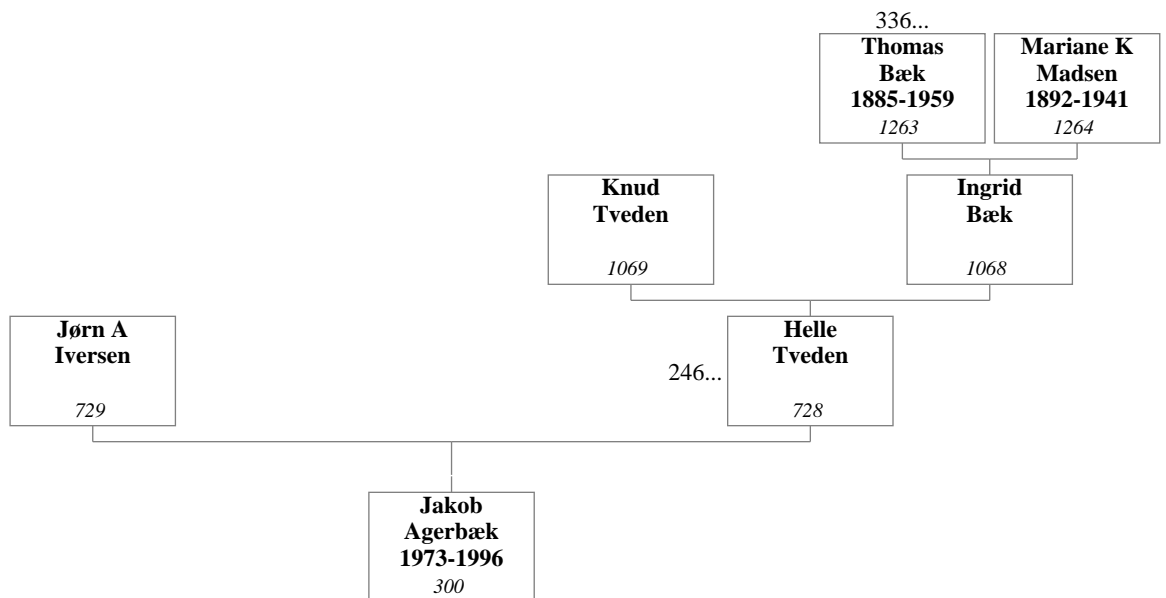 336...
Thomas
Bæk
1885-1959
1263
Mariane K
Madsen
1892-1941
1264
Knud
Tveden
1069
Ingrid
Bæk
1068
Jørn A
Iversen
729
246...
Helle
Tveden
728
Jakob
Agerbæk
1973-1996
300